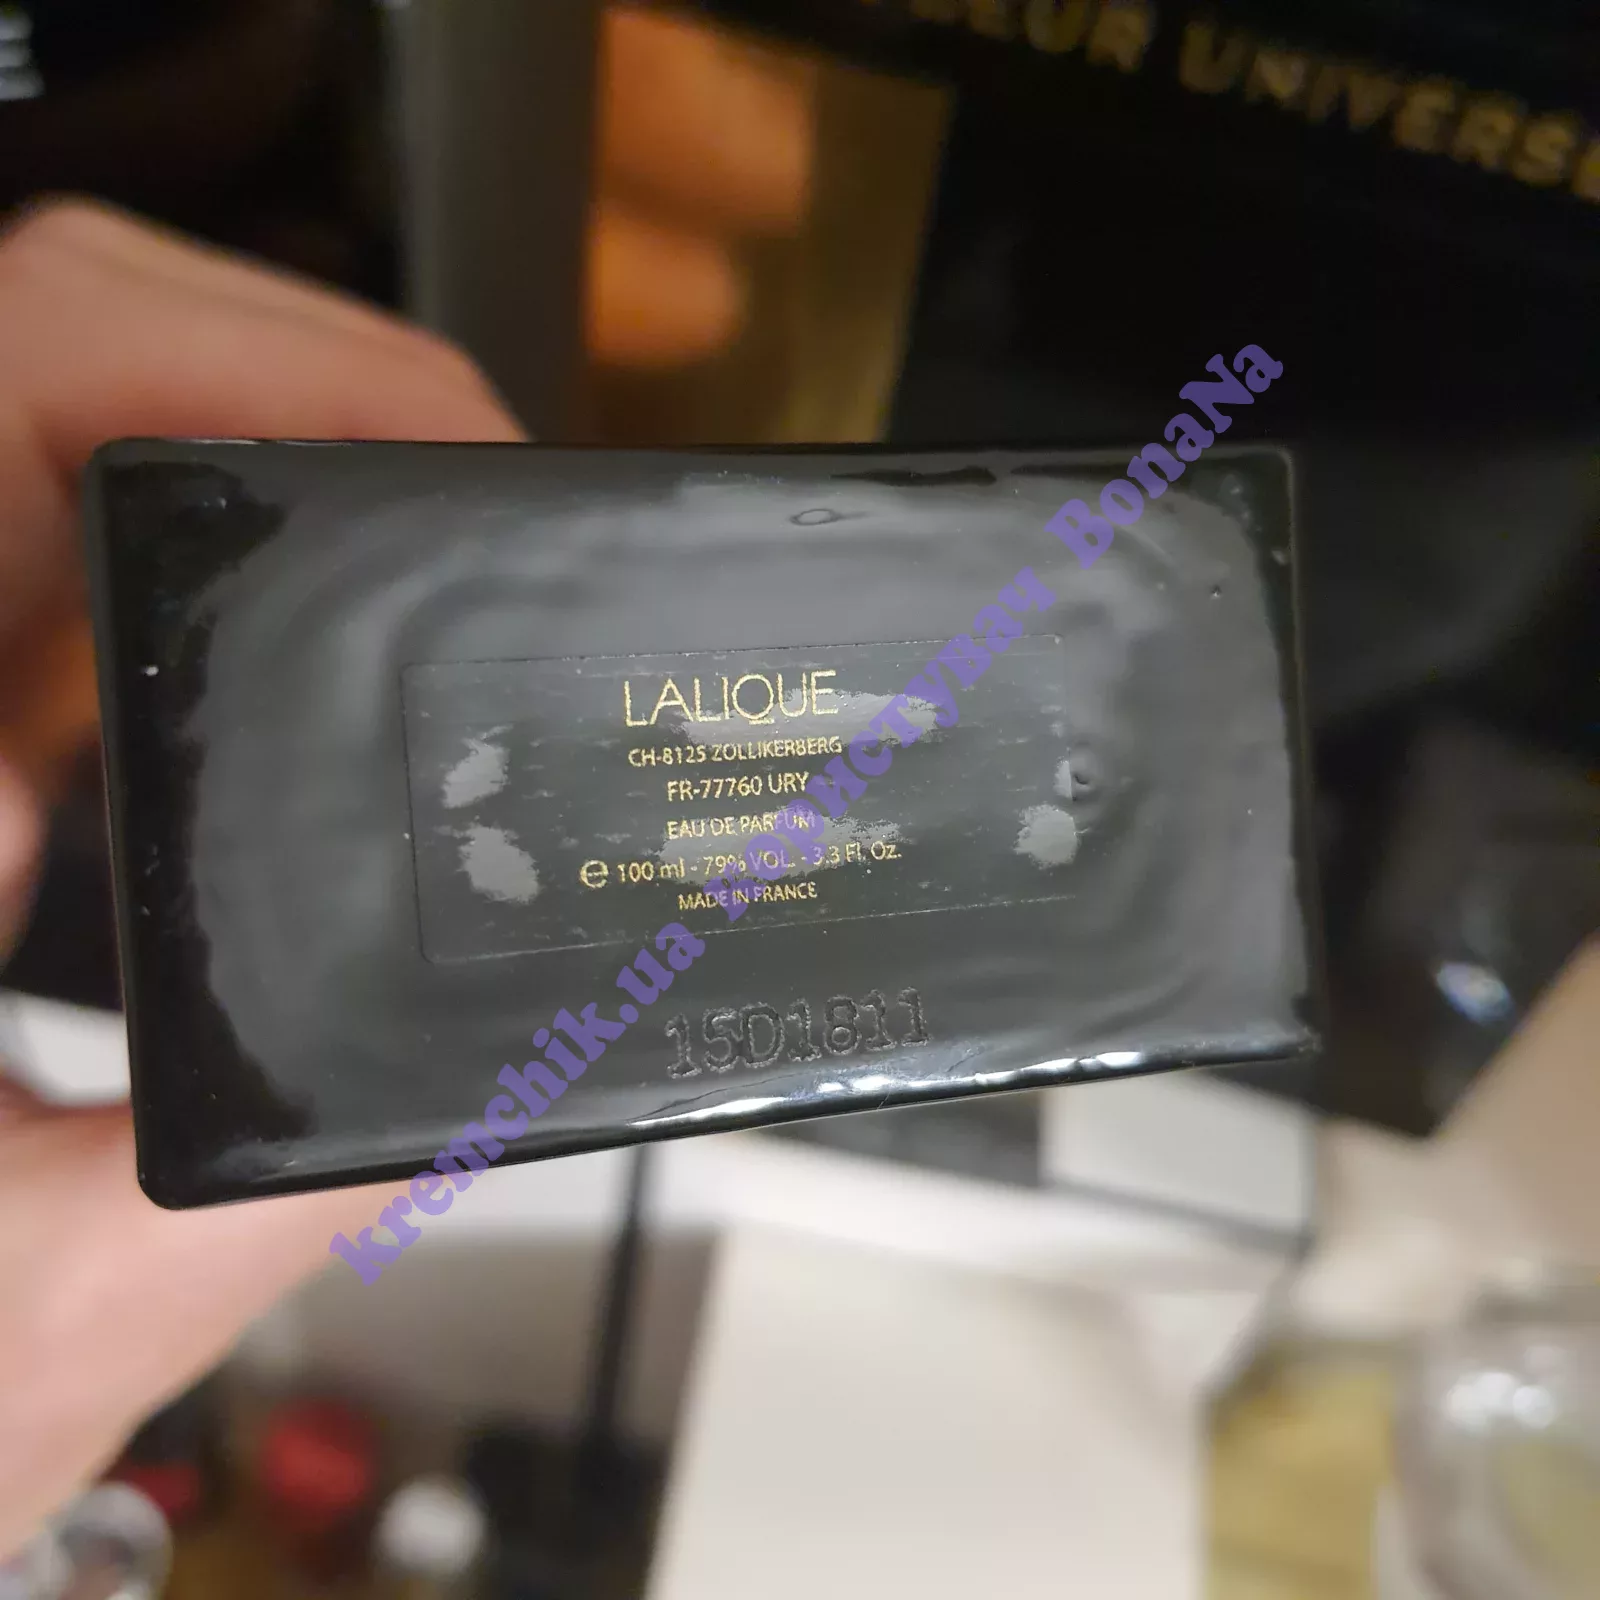 EUR UNIVERSE
LALIQUE
CH-8125 ZOLLIKERBERG
FR-77760 URY
EAU DE PARFUM
℮ 100 ml - 79% VOL. - 3.3 Fl. Oz.
MADE IN FRANCE
15D1811
kremchik.ua користувач BonaNa